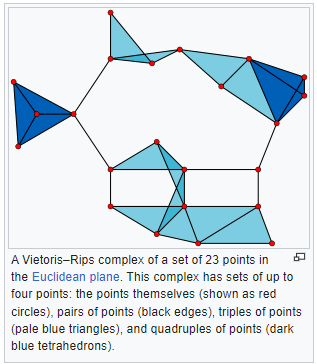 A Vietoris–Rips complex of a set of 23 points in
the Euclidean plane. This complex has sets of up to
four points: the points themselves (shown as red
circles), pairs of points (black edges), triples of points
(pale blue triangles), and quadruples of points (dark
blue tetrahedrons).